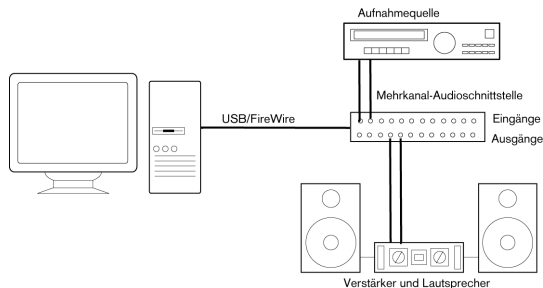 Aufnahmequelle
Mehrkanal-Audioschnittstelle
USB/FireWire
Eingänge
Ausgänge
Verstärker und Lautsprecher